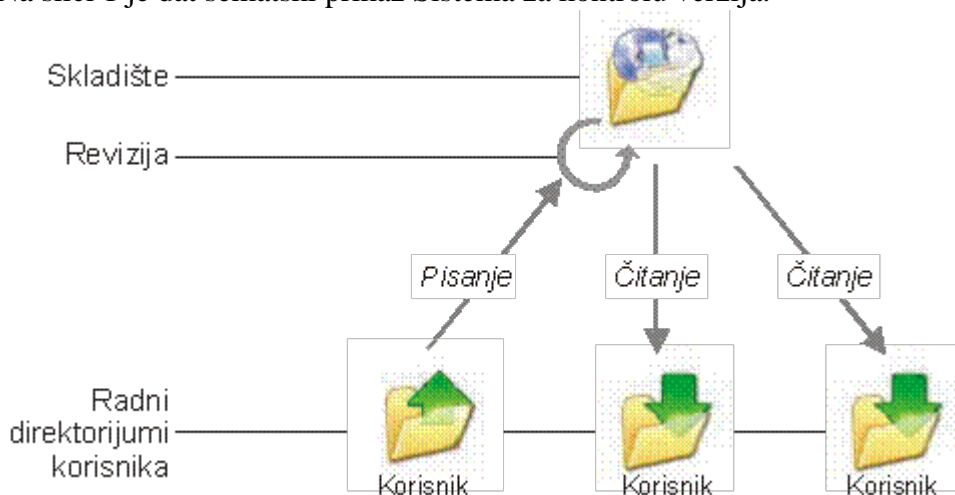 Na slici 1 je dat šematski prikaz Sistema za kontrolu verzija.
Skladište
Revizija
Pisanje
Čitanje
Čitanje
Radni
direktorijumi
korisnika
Korisnik
Korisnik
Korisnik